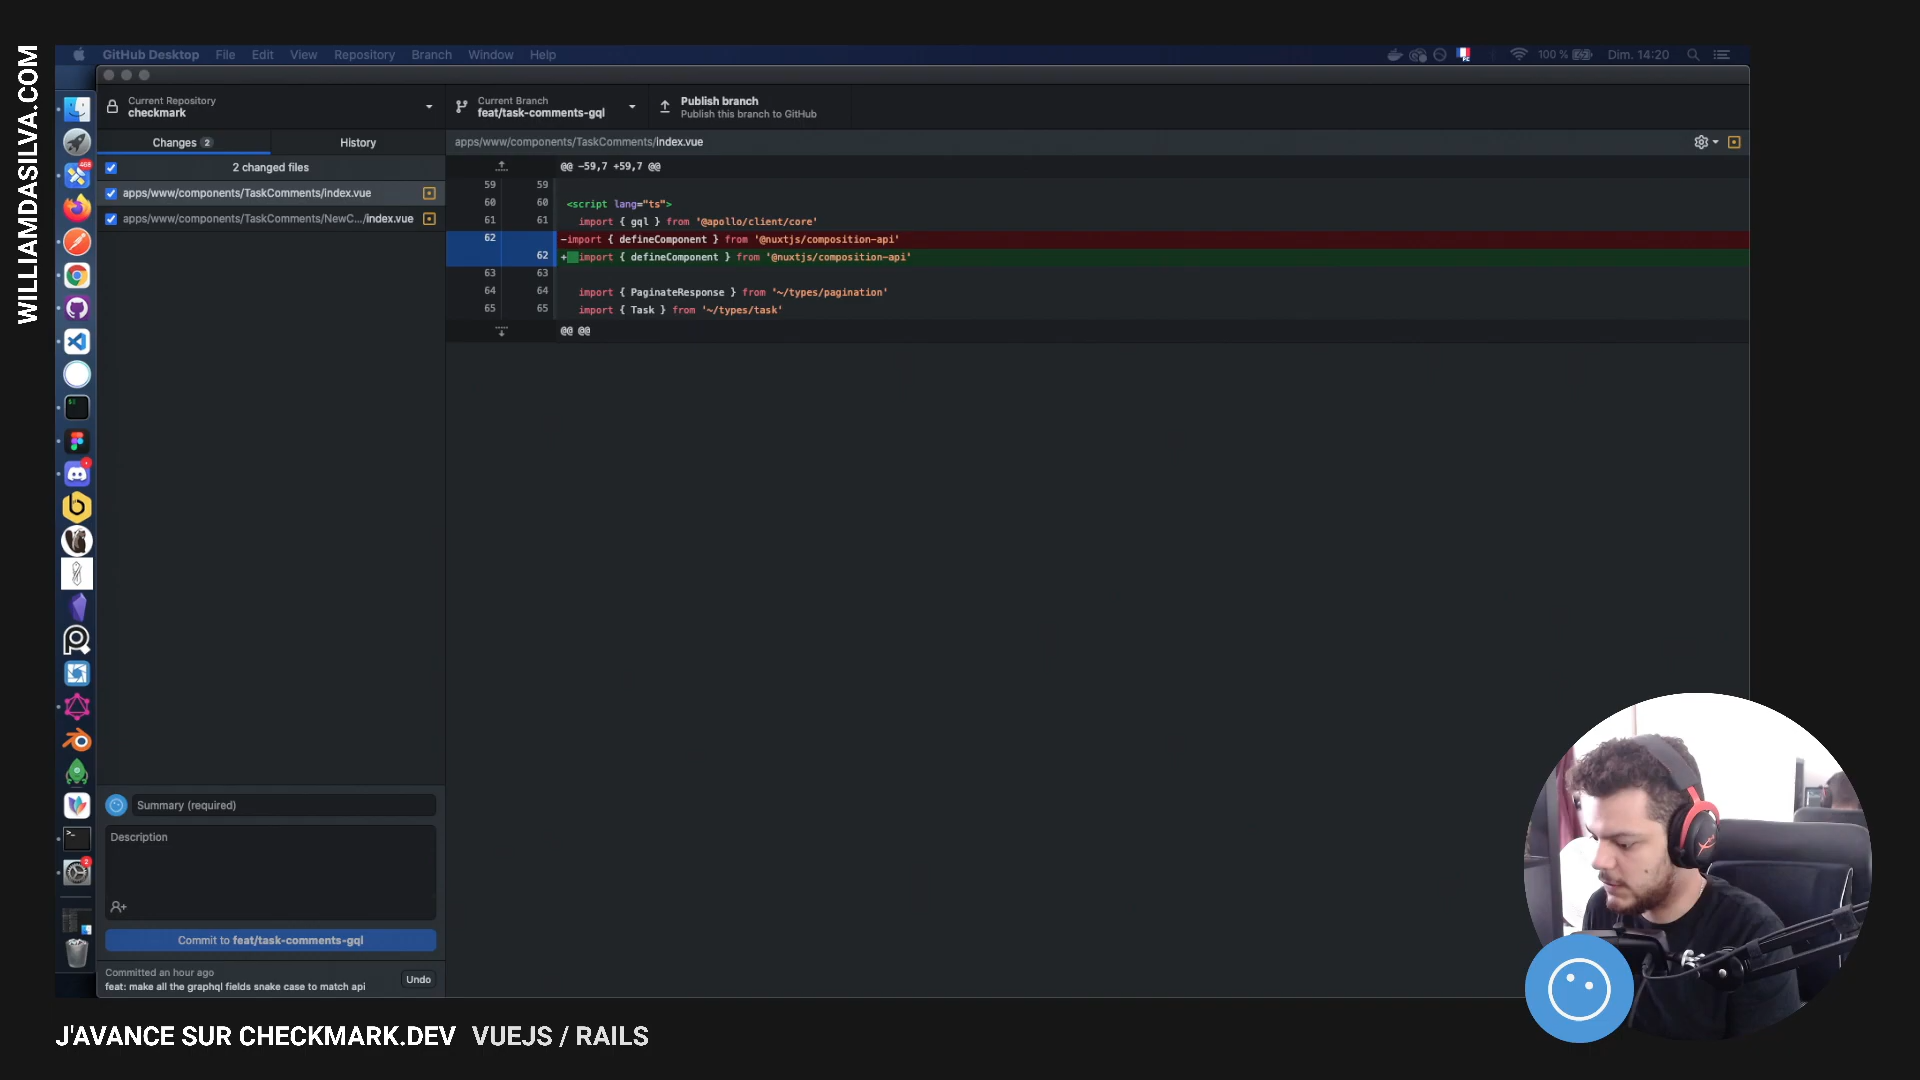 WILLIAMDASILVA.COM
GitHub Desktop File Edit View Repository Branch Window Help
100 % Dim. 14:20
Current Repository
checkmark
Current Branch
feat/task-comments-gql
Publish branch
Publish this branch to GitHub
Changes 2 History
apps/www/components/TaskComments/index.vue
2 changed files
apps/www/components/TaskComments/index.vue
apps/www/components/TaskComments/NewC.../index.vue
@@ -59,7 +59,7 @@
59 59
60 60 <script lang="ts">
61 61 import { gql } from '@apollo/client/core'
62 -import { defineComponent } from '@nuxtjs/composition-api'
62 + import { defineComponent } from '@nuxtjs/composition-api'
63 63
64 64 import { PaginateResponse } from '~/types/pagination'
65 65 import { Task } from '~/types/task'
@@ @@
Summary (required)
Description
Commit to feat/task-comments-gql
Committed an hour ago
feat: make all the graphql fields snake case to match api
Undo
J'AVANCE SUR CHECKMARK.DEV VUEJS / RAILS